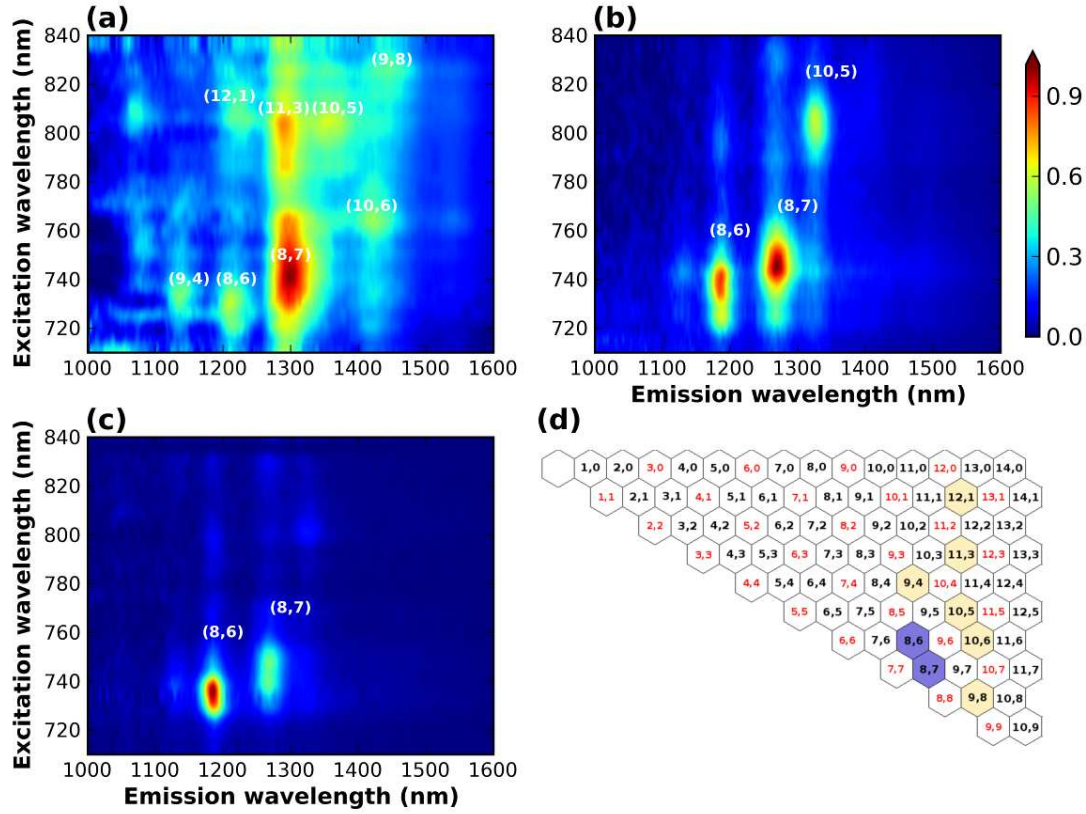 (a)
(b)
840
820
800
780
760
740
720
Excitation wavelength (nm)
(9,8)
(12,1)
(11,3)
(10,5)
(10,6)
(8,7)
(9,4)
(8,6)
1000 1100 1200 1300 1400 1500 1600
840
820
800
780
760
740
720
(10,5)
(8,7)
(8,6)
1000 1100 1200 1300 1400 1500 1600
Emission wavelength (nm)
0.9
0.6
0.3
0.0
(c)
840
820
800
780
760
740
720
Excitation wavelength (nm)
(8,7)
(8,6)
1000 1100 1200 1300 1400 1500 1600
Emission wavelength (nm)
(d)
1,0 2,0 3,0 4,0 5,0 6,0 7,0 8,0 9,0 10,0 11,0 12,0 13,0 14,0
1,1 2,1 3,1 4,1 5,1 6,1 7,1 8,1 9,1 10,1 11,1 12,1 13,1 14,1
2,2 3,2 4,2 5,2 6,2 7,2 8,2 9,2 10,2 11,2 12,2 13,2
3,3 4,3 5,3 6,3 7,3 8,3 9,3 10,3 11,3 12,3 13,3
4,4 5,4 6,4 7,4 8,4 9,4 10,4 11,4 12,4
5,5 6,5 7,5 8,5 9,5 10,5 11,5 12,5
6,6 7,6 8,6 9,6 10,6 11,6
7,7 8,7 9,7 10,7 11,7
8,8 9,8 10,8
9,9 10,9